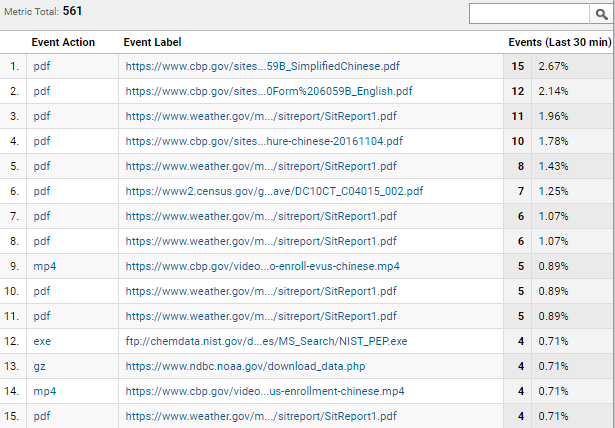 Metric Total: 561
Event Action Event Label Events (Last 30 min)
1. pdf https://www.cbp.gov/sites...59B_SimplifiedChinese.pdf 15 2.67%
2. pdf https://www.cbp.gov/sites...0Form%206059B_English.pdf 12 2.14%
3. pdf https://www.weather.gov/m.../sitreport/SitReport1.pdf 11 1.96%
4. pdf https://www.cbp.gov/sites...hure-chinese-20161104.pdf 10 1.78%
5. pdf https://www.weather.gov/m.../sitreport/SitReport1.pdf 8 1.43%
6. pdf https://www2.census.gov/g...ave/DC10CT_C04015_002.pdf 7 1.25%
7. pdf https://www.weather.gov/m.../sitreport/SitReport1.pdf 6 1.07%
8. pdf https://www.weather.gov/m.../sitreport/SitReport1.pdf 6 1.07%
9. mp4 https://www.cbp.gov/video...o-enroll-evus-chinese.mp4 5 0.89%
10. pdf https://www.weather.gov/m.../sitreport/SitReport1.pdf 5 0.89%
11. pdf https://www.weather.gov/m.../sitreport/SitReport1.pdf 5 0.89%
12. exe ftp://chemdata.nist.gov/d...es/MS_Search/NIST_PEP.exe 4 0.71%
13. gz https://www.ndbc.noaa.gov/download_data.php 4 0.71%
14. mp4 https://www.cbp.gov/video...us-enrollment-chinese.mp4 4 0.71%
15. pdf https://www.weather.gov/m.../sitreport/SitReport1.pdf 4 0.71%